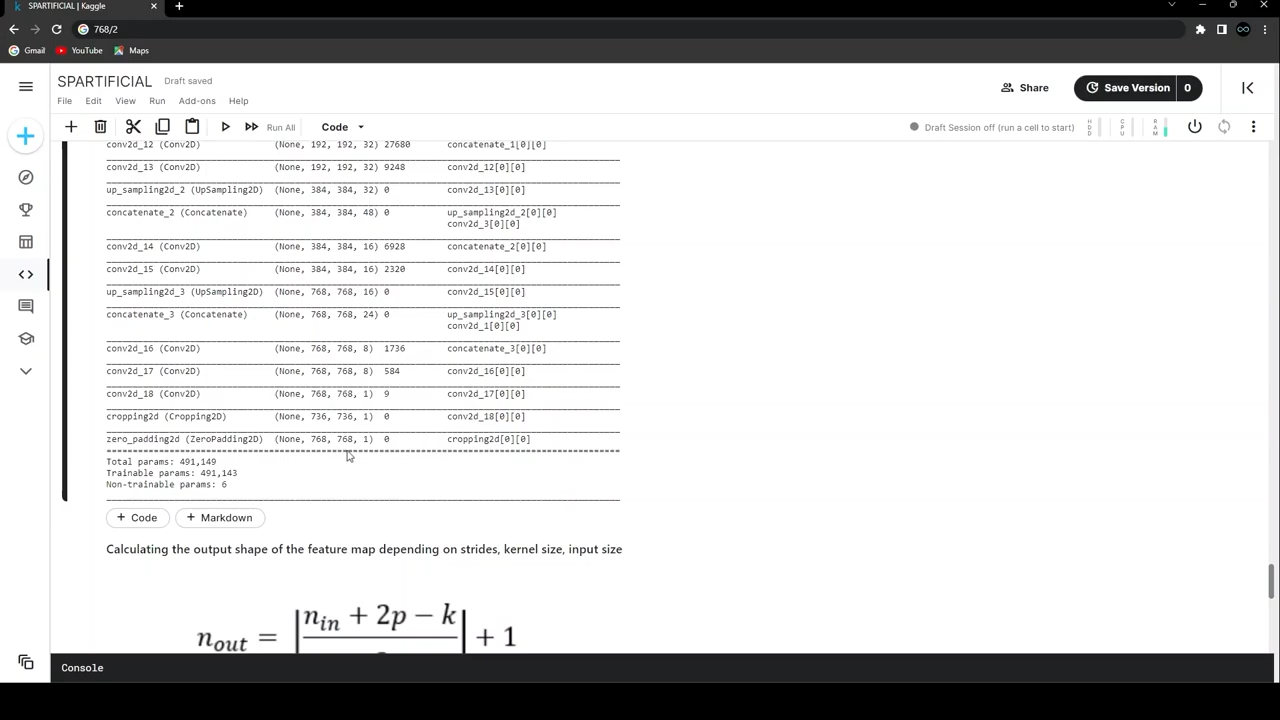 SPARTIFICIAL | Kaggle
768/2
Gmail YouTube Maps
SPARTIFICIAL Draft saved
Share Save Version 0
File Edit View Run Add-ons Help
Run All Code Draft Session off (run a cell to start) HDD CPU RAM
conv2d_12 (Conv2D) (None, 192, 192, 32) 27680 concatenate_1[0][0]
conv2d_13 (Conv2D) (None, 192, 192, 32) 9248 conv2d_12[0][0]
up_sampling2d_2 (UpSampling2D) (None, 384, 384, 32) 0 conv2d_13[0][0]
concatenate_2 (Concatenate) (None, 384, 384, 48) 0 up_sampling2d_2[0][0]
conv2d_3[0][0]
conv2d_14 (Conv2D) (None, 384, 384, 16) 6928 concatenate_2[0][0]
conv2d_15 (Conv2D) (None, 384, 384, 16) 2320 conv2d_14[0][0]
up_sampling2d_3 (UpSampling2D) (None, 768, 768, 16) 0 conv2d_15[0][0]
concatenate_3 (Concatenate) (None, 768, 768, 24) 0 up_sampling2d_3[0][0]
conv2d_1[0][0]
conv2d_16 (Conv2D) (None, 768, 768, 8) 1736 concatenate_3[0][0]
conv2d_17 (Conv2D) (None, 768, 768, 8) 584 conv2d_16[0][0]
conv2d_18 (Conv2D) (None, 768, 768, 1) 9 conv2d_17[0][0]
cropping2d (Cropping2D) (None, 736, 736, 1) 0 conv2d_18[0][0]
zero_padding2d (ZeroPadding2D) (None, 768, 768, 1) 0 cropping2d[0][0]
Total params: 491,149
Trainable params: 491,143
Non-trainable params: 6
+ Code + Markdown
Calculating the output shape of the feature map depending on strides, kernel size, input size
n_in + 2p − k
n_out = + 1
Console